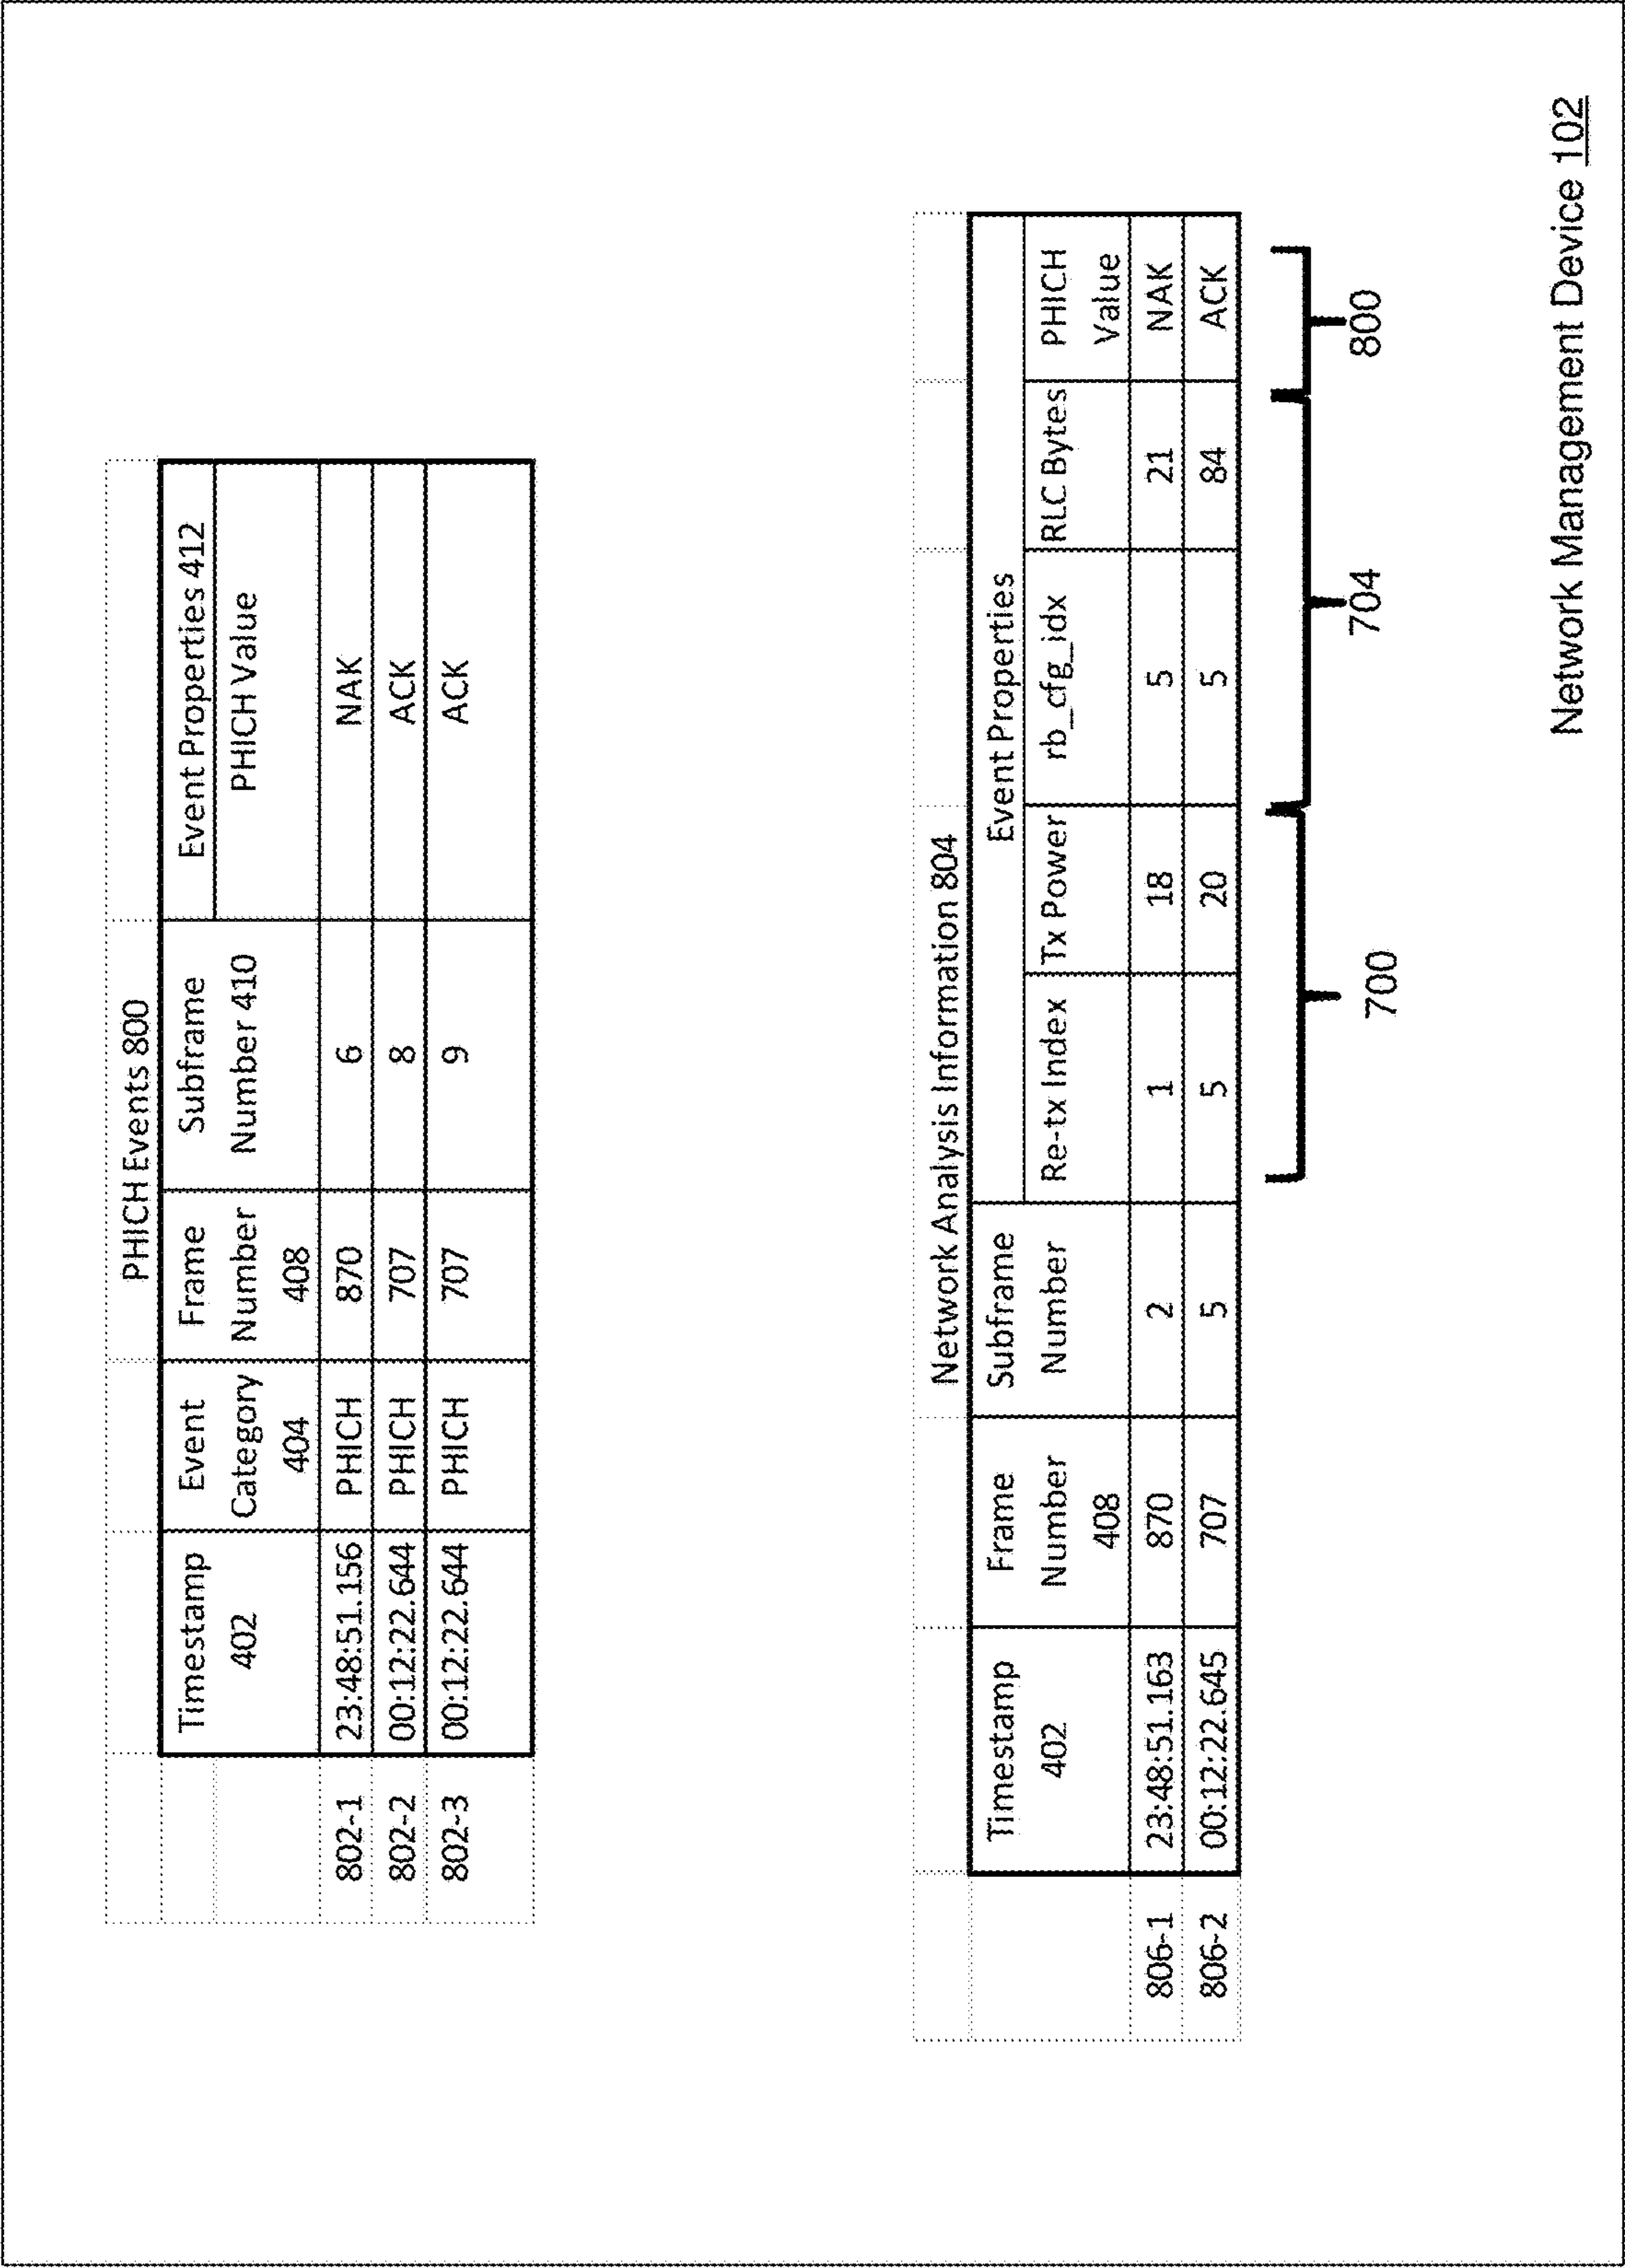 PHICH Events 800
Timestamp 402 Event Category 404 Frame Number 408 Subframe Number 410 Event Properties 412
PHICH Value
802-1 23:48:51.156 PHICH 870 6 NAK
802-2 00:12:22.644 PHICH 707 8 ACK
802-3 00:12:22.644 PHICH 707 9 ACK
Network Analysis Information 804
Timestamp 402 Frame Number 408 Subframe Number Event Properties
Re-tx Index Tx Power rb_cfg_idx RLC Bytes PHICH Value
806-1 23:48:51.163 870 2 1 18 5 21 NAK
806-2 00:12:22.645 707 5 5 20 5 84 ACK
700 704 800
Network Management Device 102